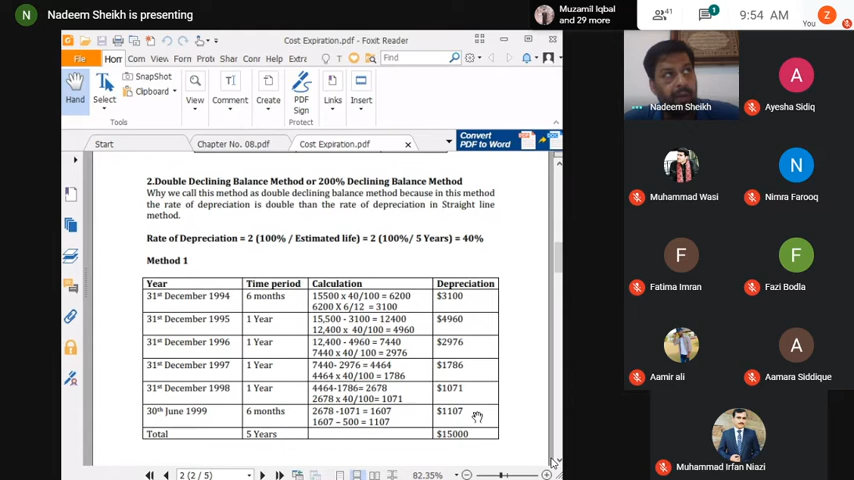 N Nadeem Sheikh is presenting
Muzamil Iqbal
and 29 more
41
1
9:54 AM
You
Z
Cost Expiration.pdf - Foxit Reader
File Hom Com View Form Prot Shar Conr Help Extra
Find
Hand
Select
SnapShot
Clipboard
Tools
View
Comment
Create
PDF
Sign
Protect
Links
Insert
Start
Chapter No. 08.pdf
Cost Expiration.pdf
Convert
PDF to Word
2.Double Declining Balance Method or 200% Declining Balance Method
Why we call this method as double declining balance method because in this method
the rate of depreciation is double than the rate of depreciation in Straight line
method.
Rate of Depreciation = 2 (100% / Estimated life) = 2 (100%/ 5 Years) = 40%
Method 1
Year Time period Calculation Depreciation
31st December 1994 6 months 15500 x 40/100 = 6200 $3100
6200 X 6/12 = 3100
31st December 1995 1 Year 15,500 - 3100 = 12400 $4960
12,400 x 40/100 = 4960
31st December 1996 1 Year 12,400 - 4960 = 7440 $2976
7440 x 40/ 100 = 2976
31st December 1997 1 Year 7440- 2976 = 4464 $1786
4464 x 40/100 = 1786
31st December 1998 1 Year 4464-1786= 2678 $1071
2678 x 40/100= 1071
30th June 1999 6 months 2678 -1071 = 1607 $1107
1607 – 500 = 1107
Total 5 Years $15000
2 (2 / 5)
82.35%
Nadeem Sheikh
A
Ayesha Sidiq
Muhammad Wasi
N
Nimra Farooq
F
Fatima Imran
F
Fazi Bodla
Aamir ali
A
Aamara Siddique
Muhammad Irfan Niazi